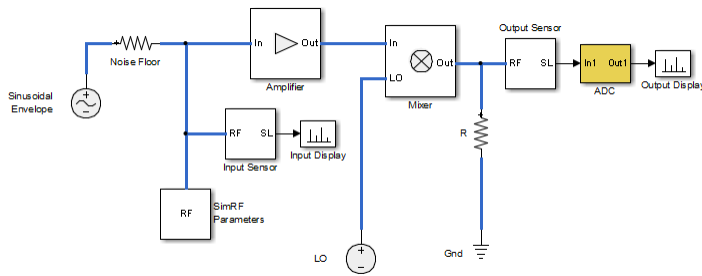 Noise Floor
Sinusoidal
Envelope
In
Out
Amplifier
In
LO
Out
Mixer
Output Sensor
RF
SL
In1
Out1
ADC
Output Display
RF
SL
Input Sensor
Input Display
R
RF
SimRF
Parameters
LO
Gnd